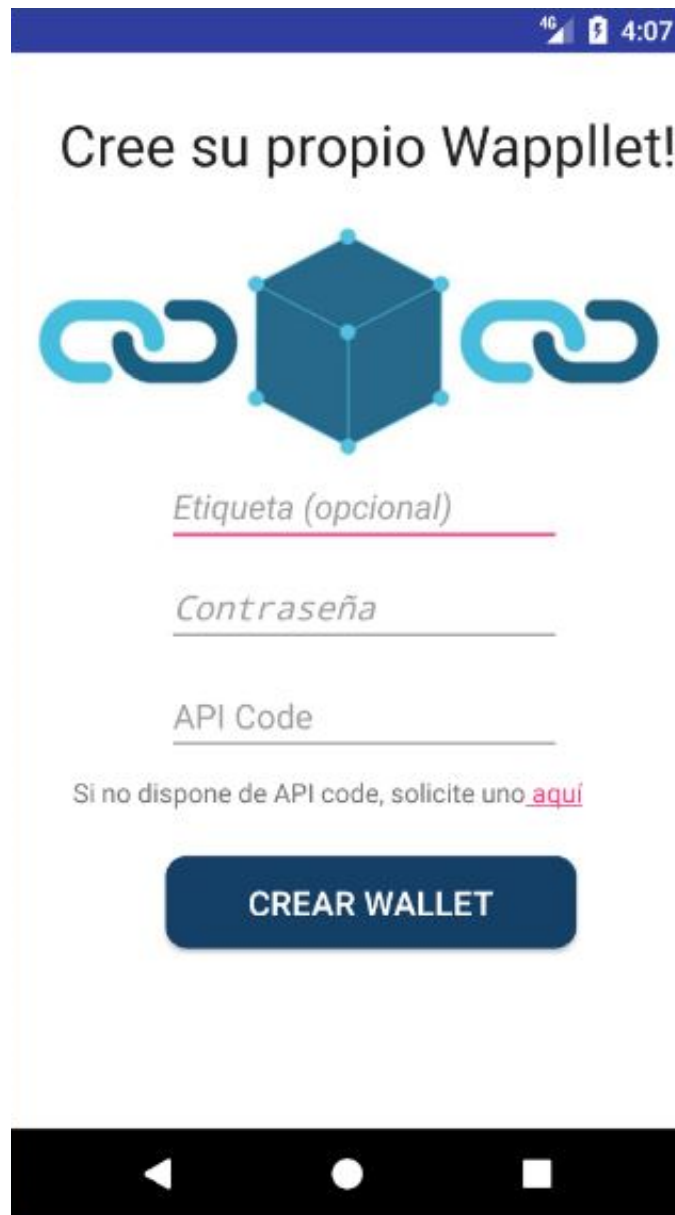 4G 4:07
Cree su propio Wappllet!
Etiqueta (opcional)
Contraseña
API Code
Si no dispone de API code, solicite uno aquí
CREAR WALLET